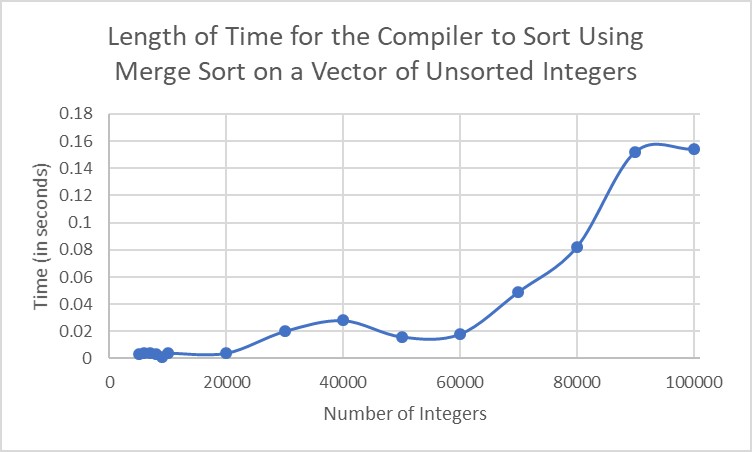 Length of Time for the Compiler to Sort Using
Merge Sort on a Vector of Unsorted Integers
0.18
0.16
0.14
0.12
0.1
0.08
0.06
0.04
0.02
0
Time (in seconds)
0 20000 40000 60000 80000 100000
Number of Integers